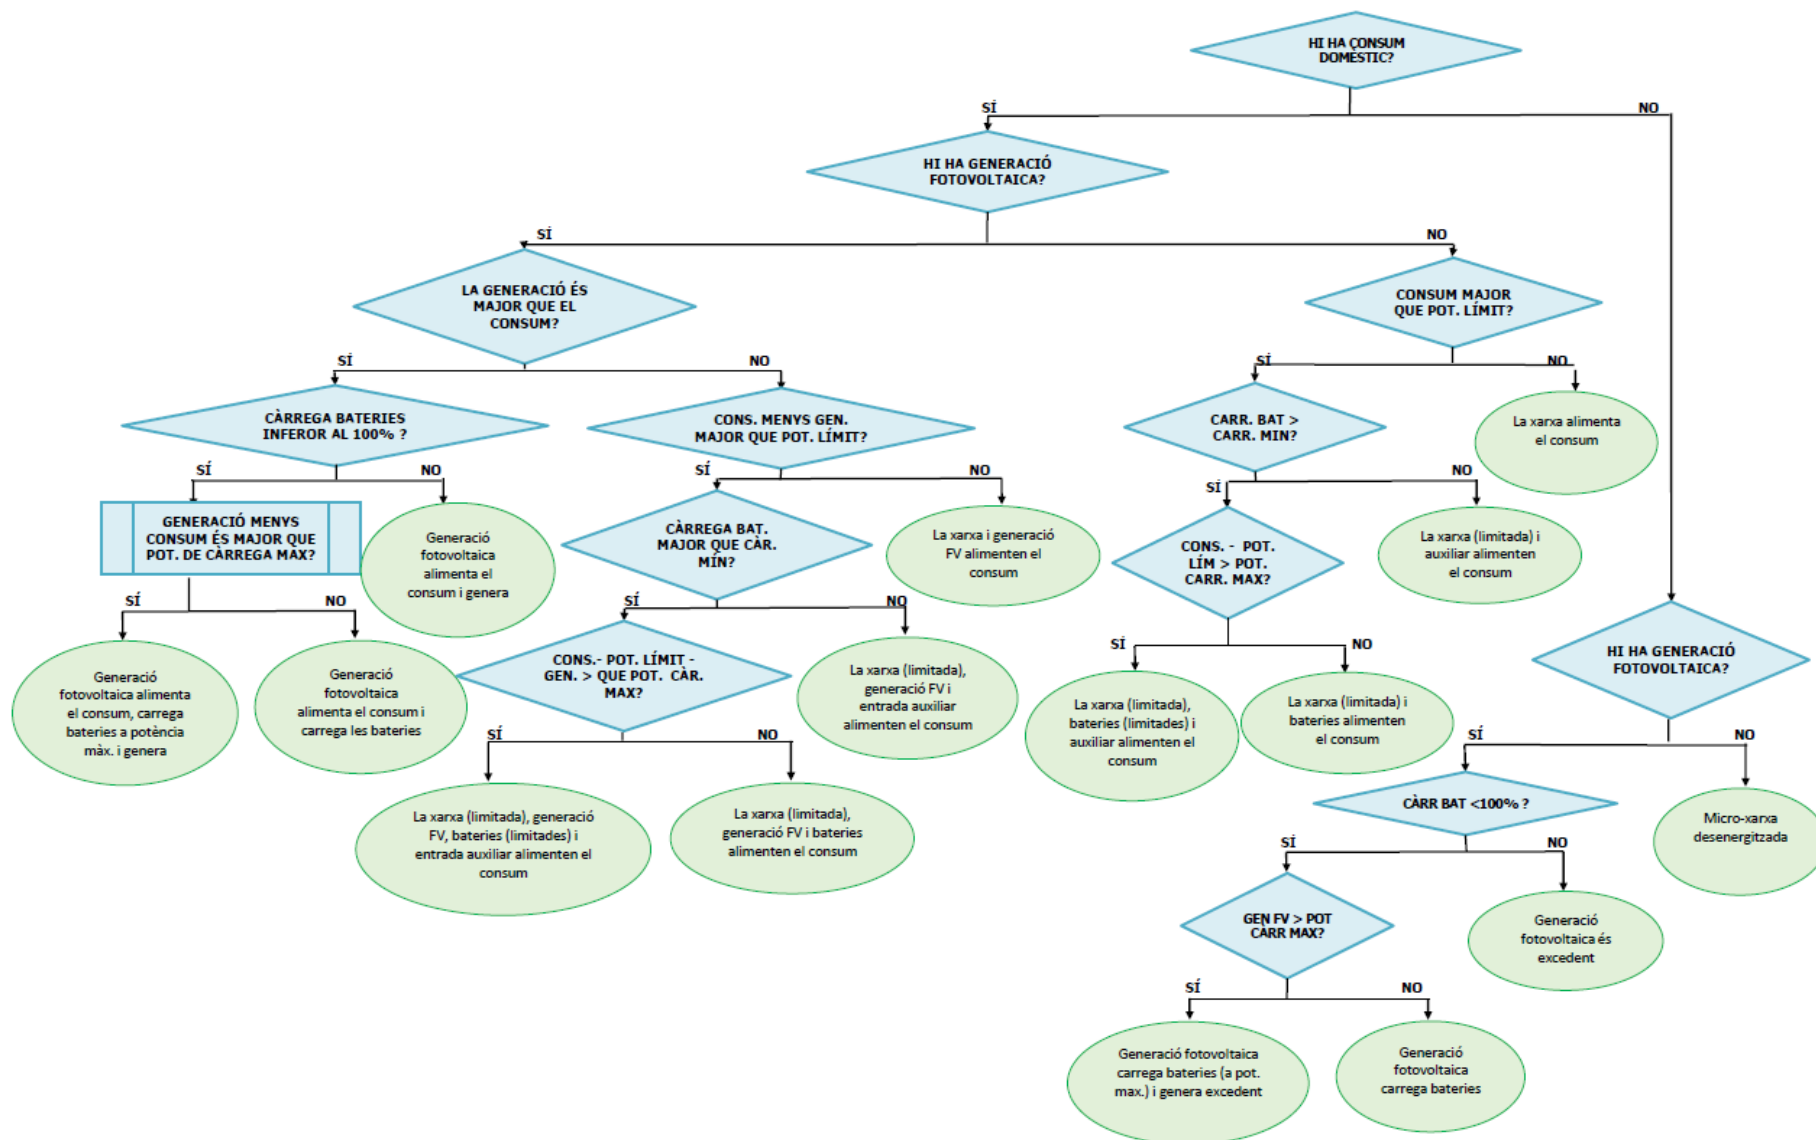 HI HA CONSUM
DOMÈSTIC?
SÍ
NO
HI HA GENERACIÓ
FOTOVOLTAICA?
SÍ
NO
LA GENERACIÓ ÉS
MAJOR QUE EL
CONSUM?
CONSUM MAJOR
QUE POT. LÍMIT?
SÍ
NO
SÍ
NO
CÀRREGA BATERIES
INFEROR AL 100% ?
CONS. MENYS GEN.
MAJOR QUE POT. LÍMIT?
CARR. BAT >
CARR. MIN?
La xarxa alimenta
el consum
SÍ
NO
SÍ
NO
SÍ
NO
GENERACIÓ MENYS
CONSUM ÉS MAJOR QUE
POT. DE CÀRREGA MÀX?
Generació
fotovoltaica
alimenta el
consum i genera
CÀRREGA BAT.
MAJOR QUE CÀR.
MÍN?
La xarxa i generació
FV alimenten el
consum
CONS. - POT.
LÍM > POT.
CARR. MAX?
La xarxa (limitada) i
auxiliar alimenten
el consum
SÍ
NO
SÍ
NO
SÍ
NO
Generació
fotovoltaica alimenta
el consum, carrega
bateries a potència
màx. i genera
Generació
fotovoltaica
alimenta el consum i
carrega les bateries
CONS.- POT. LÍMIT -
GEN. > QUE POT. CÀR.
MAX?
La xarxa (limitada),
generació FV i
entrada auxiliar
alimenten el consum
La xarxa (limitada),
bateries (limitades) i
auxiliar alimenten el
consum
La xarxa (limitada) i
bateries alimenten
el consum
HI HA GENERACIÓ
FOTOVOLTAICA?
SÍ
NO
SÍ
NO
La xarxa (limitada), generació
FV, bateries (limitades) i
entrada auxiliar alimenten el
consum
La xarxa (limitada),
generació FV i bateries
alimenten el consum
CÀRR BAT <100% ?
Micro-xarxa
desenergitzada
SÍ
NO
GEN FV > POT
CÀRR MAX?
Generació
fotovoltaica és
excedent
SÍ
NO
Generació fotovoltaica
carrega bateries (a pot.
max.) i genera excedent
Generació
fotovoltaica
carrega bateries